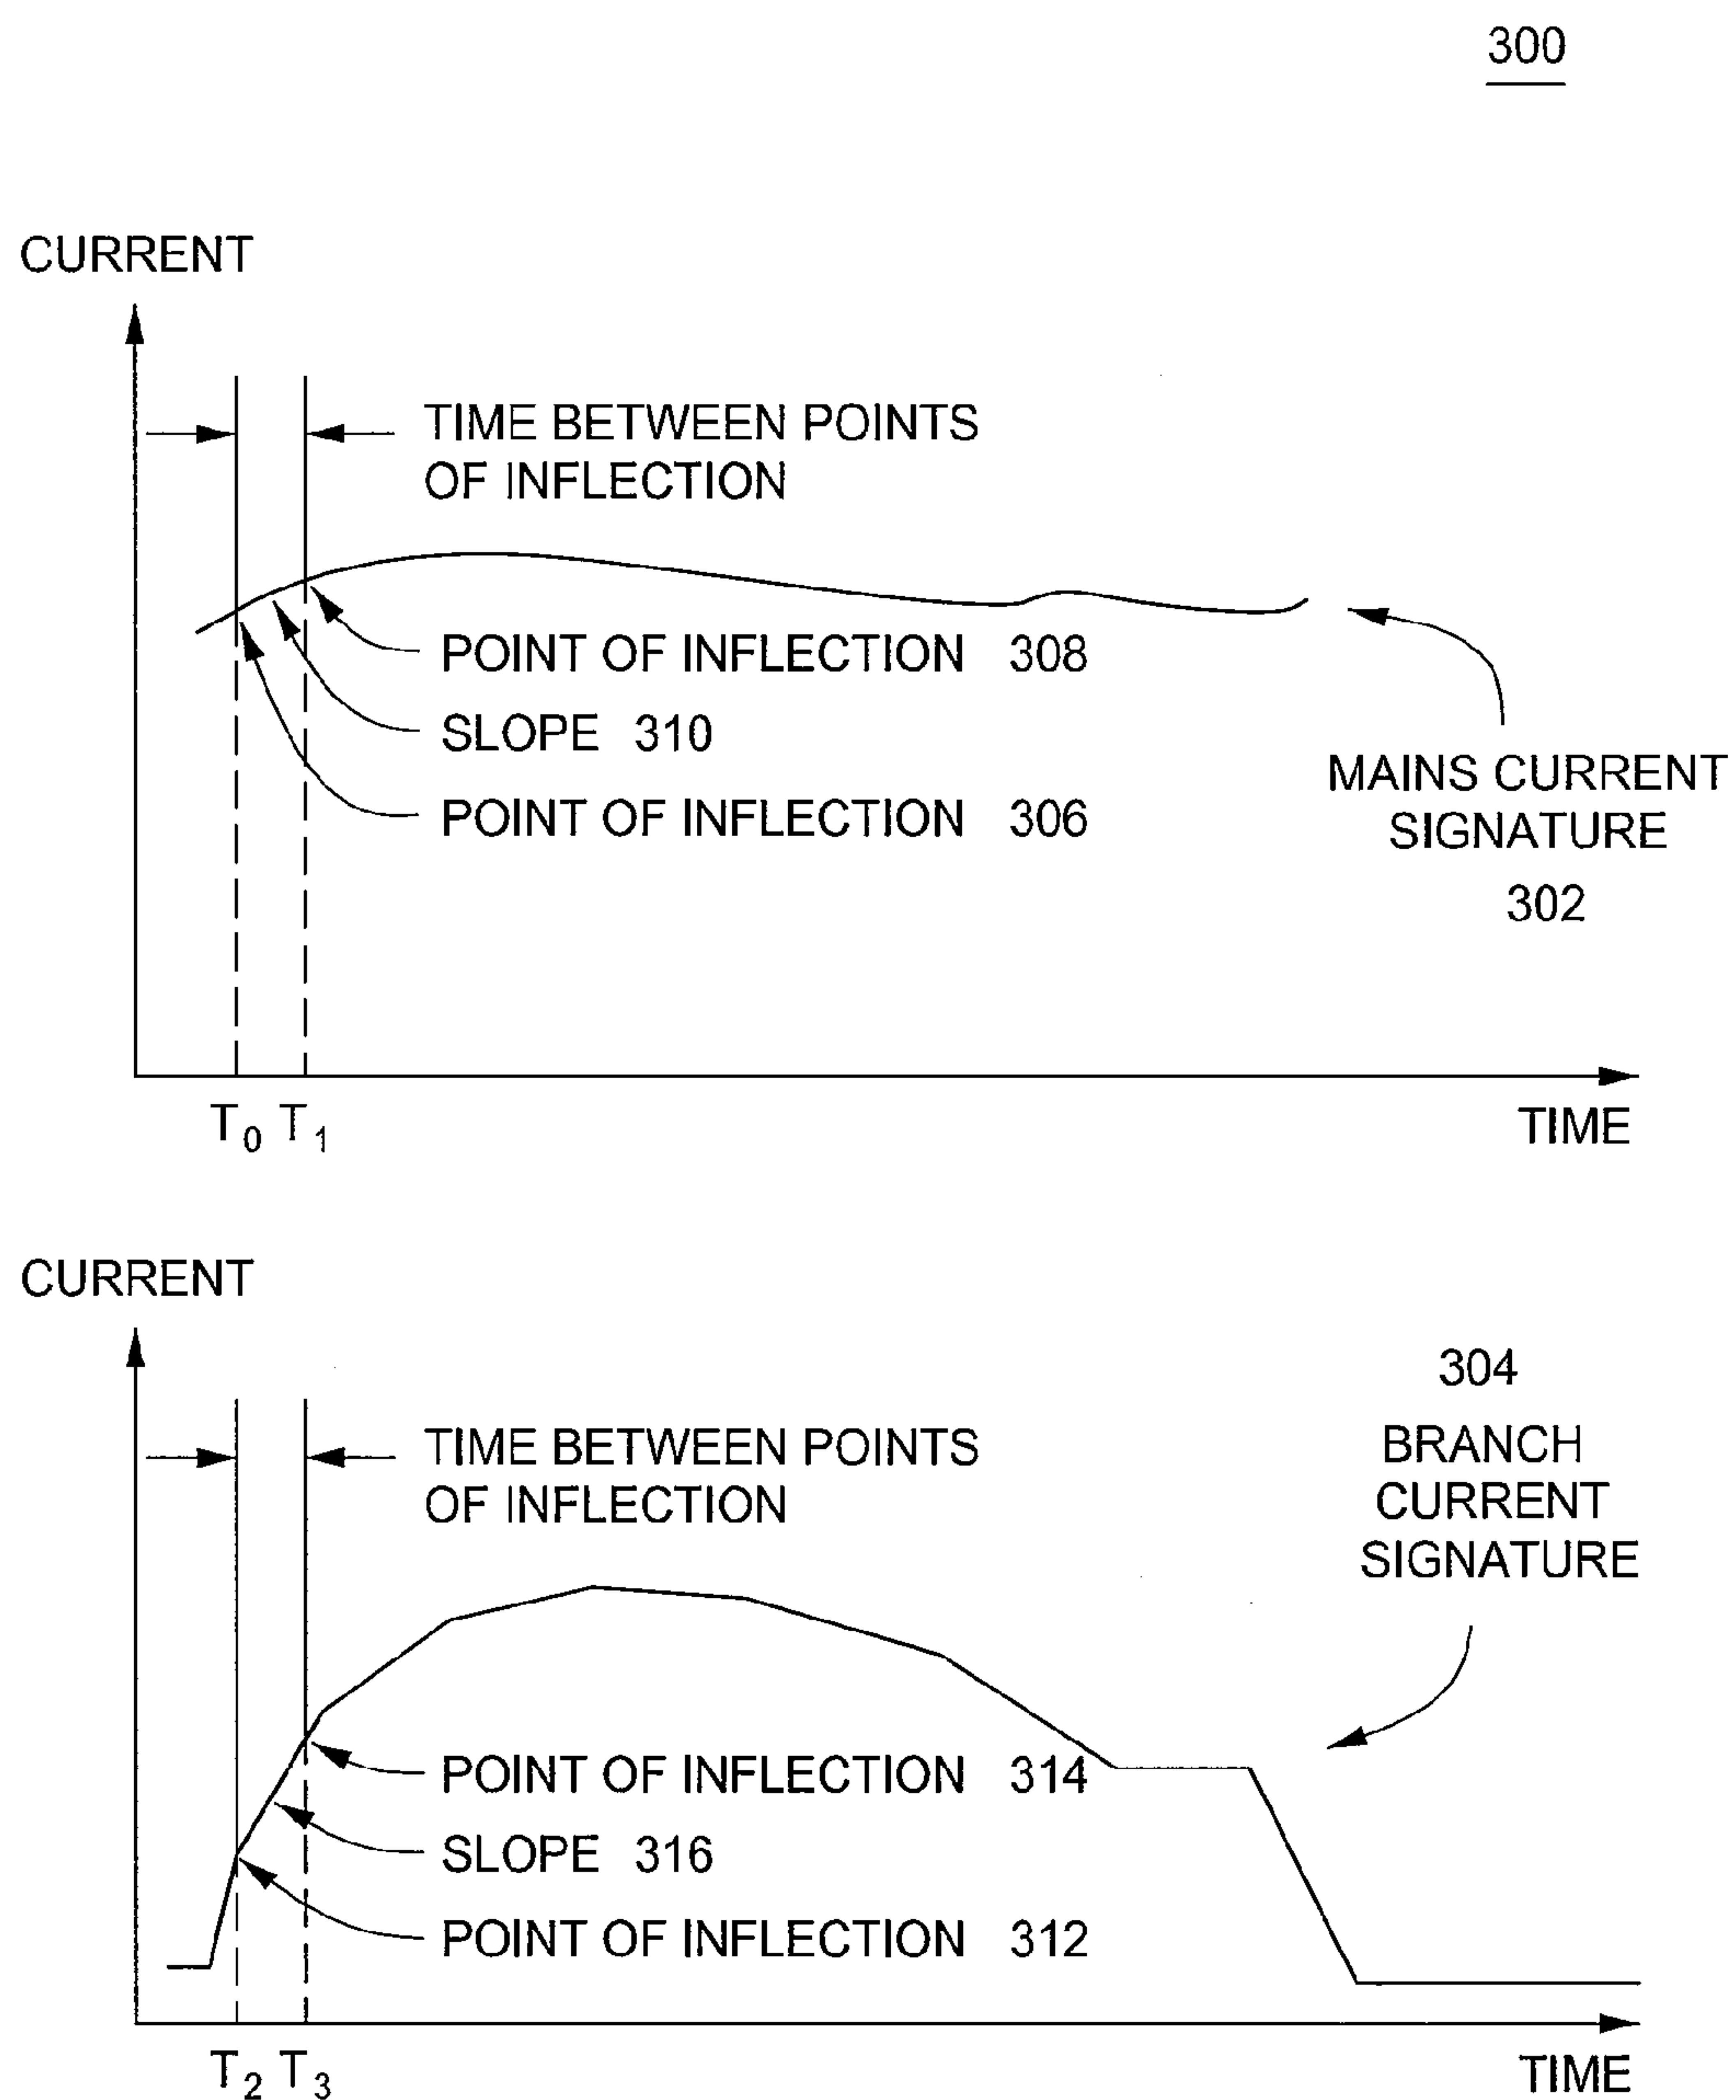 300
CURRENT
TIME BETWEEN POINTS
OF INFLECTION
POINT OF INFLECTION 308
SLOPE 310
POINT OF INFLECTION 306
MAINS CURRENT
SIGNATURE
302
T0 T1
TIME
CURRENT
304
BRANCH
CURRENT
SIGNATURE
TIME BETWEEN POINTS
OF INFLECTION
POINT OF INFLECTION 314
SLOPE 316
POINT OF INFLECTION 312
T2 T3
TIME